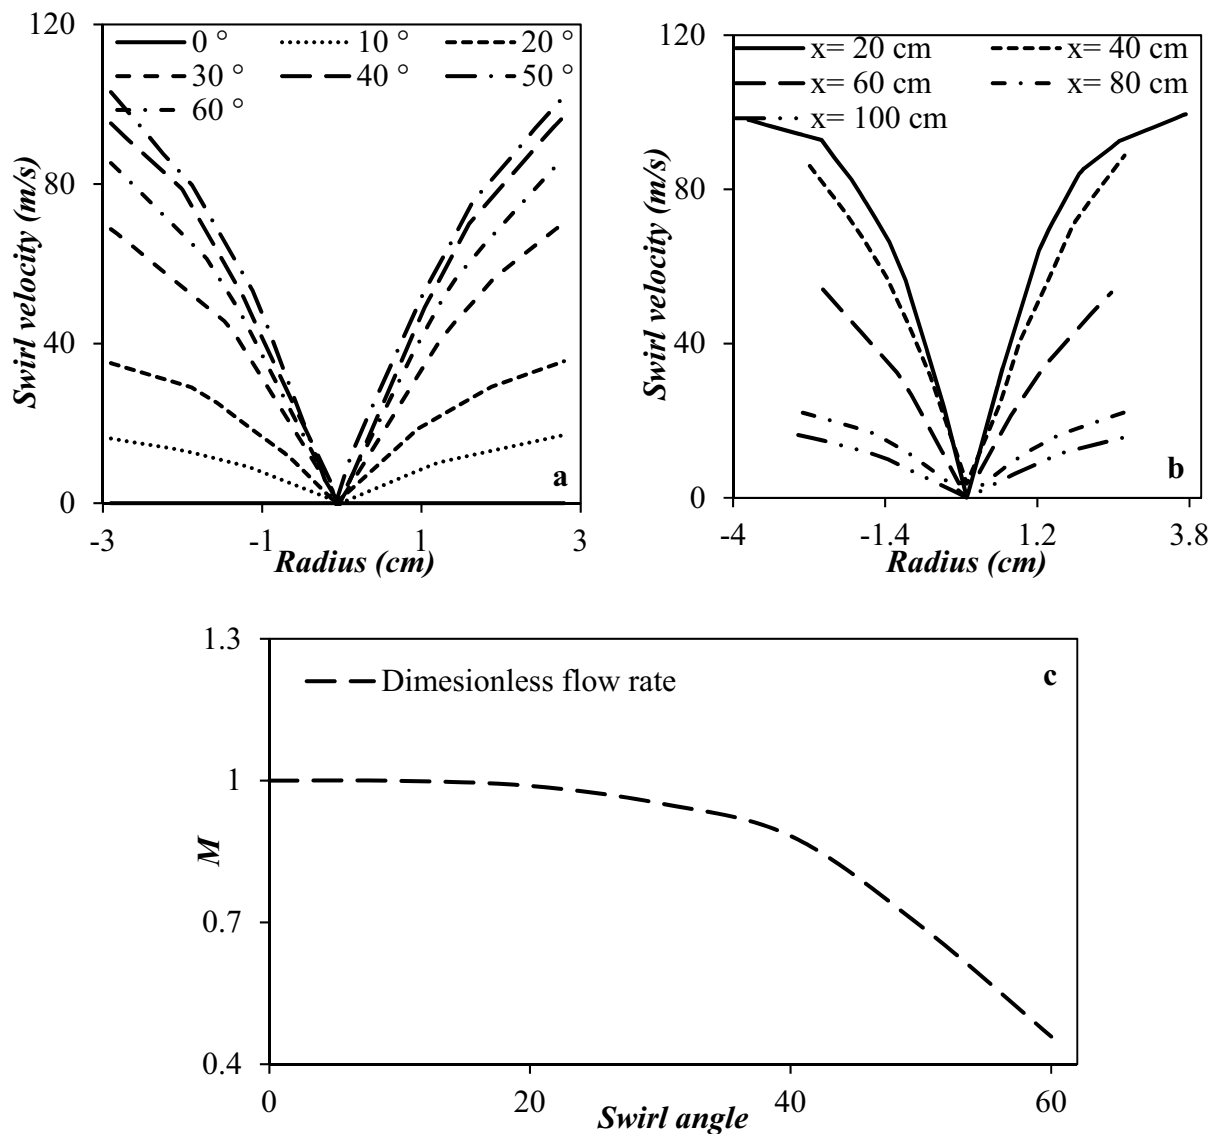 120
0 °
10 °
20 °
30 °
40 °
50 °
60 °
80
40
0
Swirl velocity (m/s)
a
-3
-1
1
3
Radius (cm)
120
x= 20 cm
x= 40 cm
x= 60 cm
x= 80 cm
x= 100 cm
80
40
0
Swirl velocity (m/s)
b
-4
-1.4
1.2
3.8
Radius (cm)
1.3
Dimesionless flow rate
c
1
M
0.7
0.4
0
20
40
60
Swirl angle